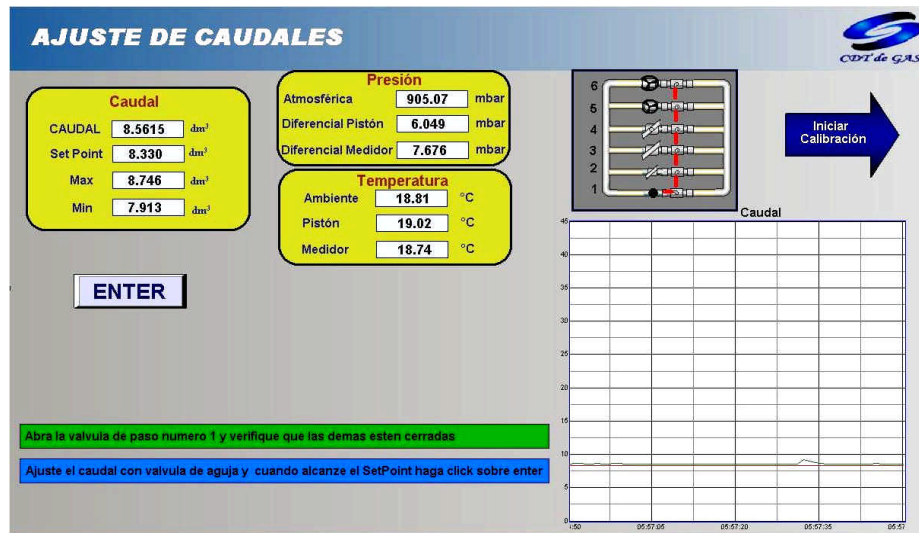 AJUSTE DE CAUDALES
CDT de GAS
Caudal
CAUDAL 8.5615 dm³
Set Point 8.330 dm³
Max 8.746 dm³
Min 7.913 dm³
Presión
Atmosférica 905.07 mbar
Diferencial Pistón 6.049 mbar
Diferencial Medidor 7.676 mbar
Temperatura
Ambiente 18.81 °C
Pistón 19.02 °C
Medidor 18.74 °C
6
5
4
3
2
1
Iniciar
Calibración
ENTER
Caudal
45
40
35
30
25
20
15
10
5
0
:50 05:57:05 05:57:20 05:57:35 05:57
Abra la valvula de paso numero 1 y verifique que las demas esten cerradas
Ajuste el caudal con valvula de aguja y cuando alcanze el SetPoint haga click sobre enter